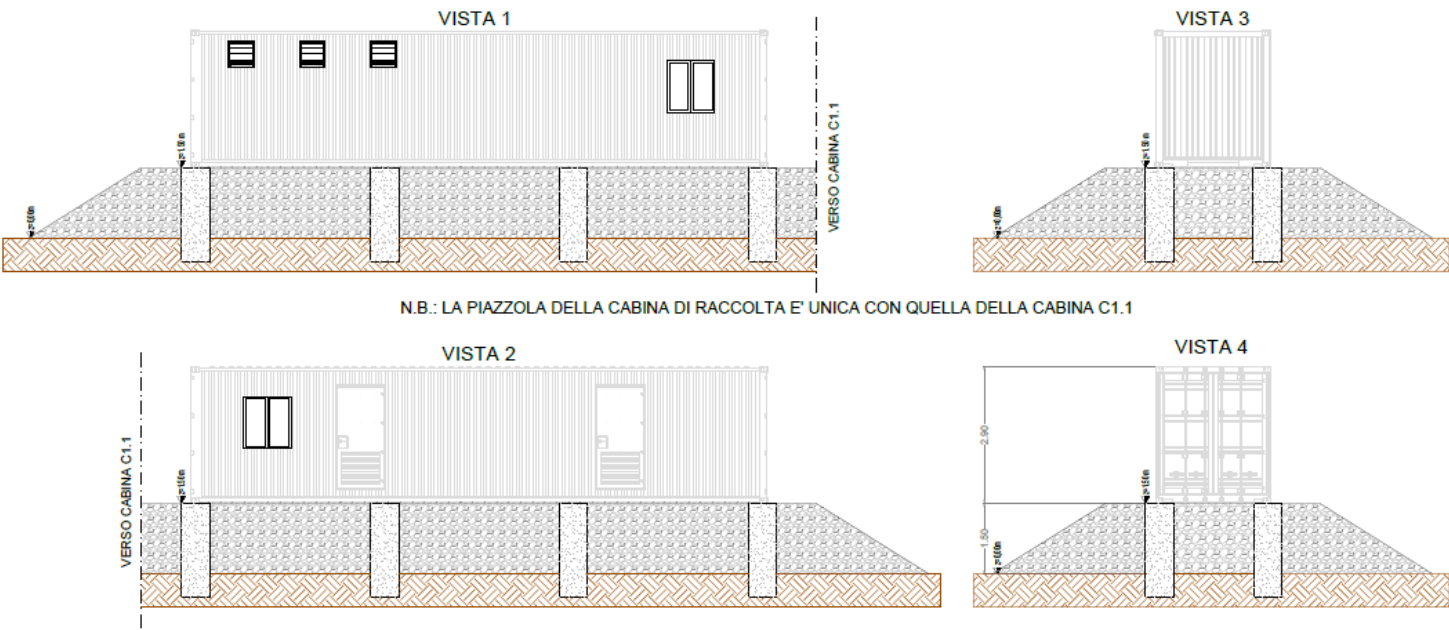 VISTA 1
VISTA 3
VERSO CABINA C1.1
N.B.: LA PIAZZOLA DELLA CABINA DI RACCOLTA E' UNICA CON QUELLA DELLA CABINA C1.1
VISTA 2
VISTA 4
VERSO CABINA C1.1
2.90
1.50